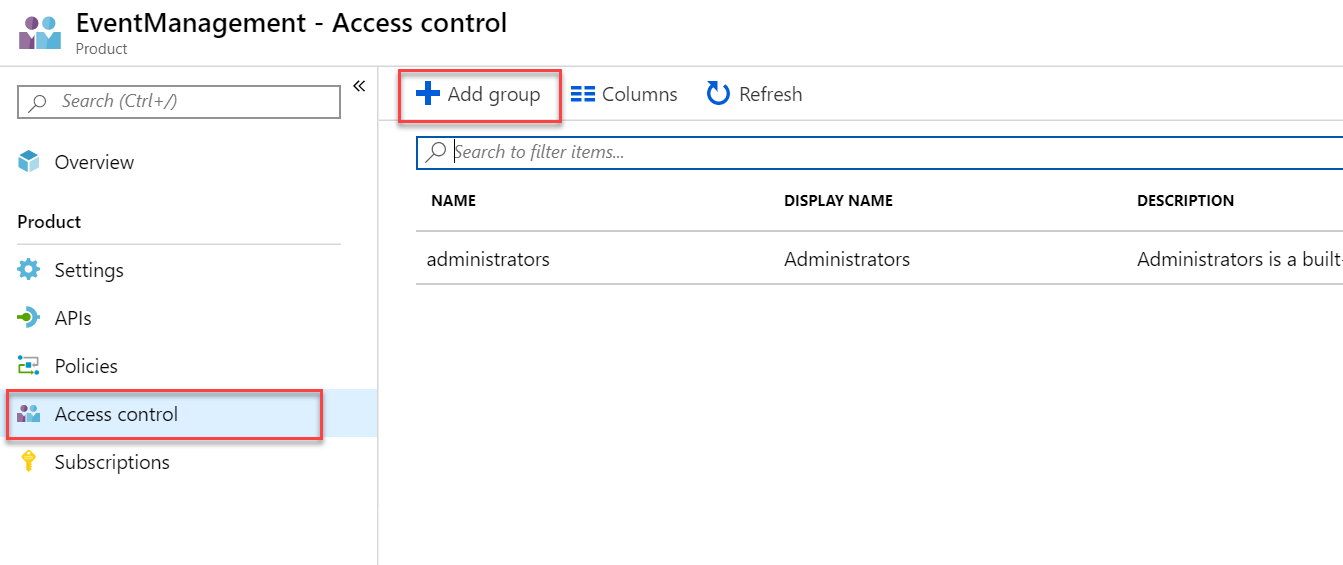 EventManagement - Access control
Product
Search (Ctrl+/)
«
Overview
Product
Settings
APIs
Policies
Access control
Subscriptions
Add group
Columns
Refresh
Search to filter items...
NAME DISPLAY NAME DESCRIPTION
administrators Administrators Administrators is a built-